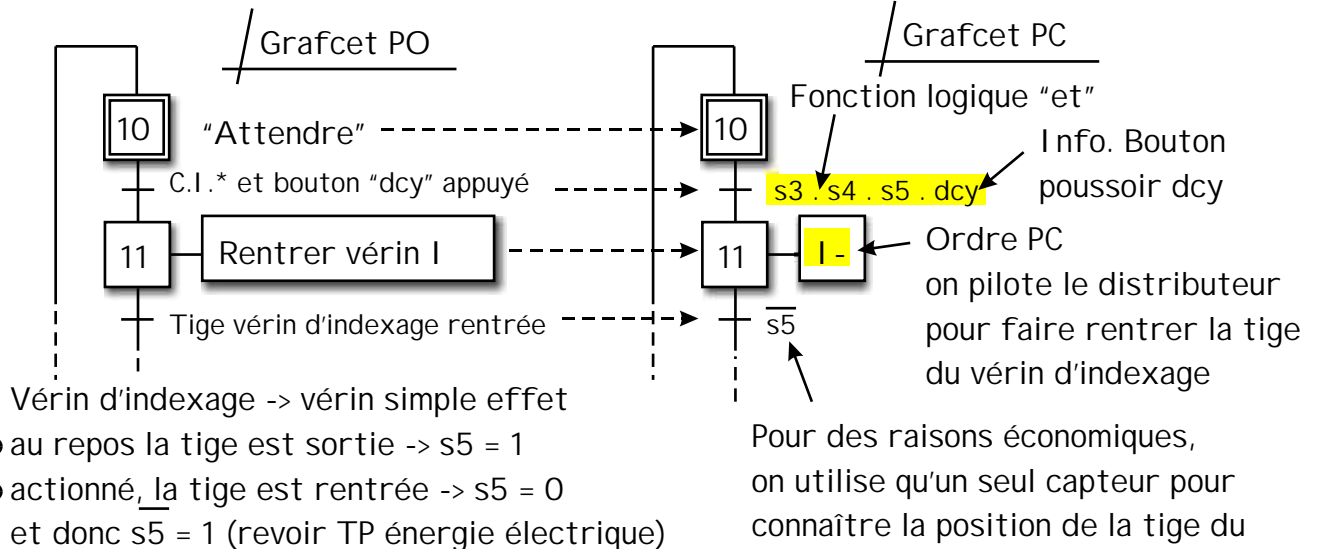 Grafcet PO
10
“Attendre”
C.I.* et bouton “dcy” appuyé
11
Rentrer vérin I
Tige vérin d'indexage rentrée
Vérin d'indexage -> vérin simple effet
au repos la tige est sortie -> s5 = 1
actionné, la tige est rentrée -> s5 = 0
et donc s̅5̅ = 1 (revoir TP énergie électrique)
Grafcet PC
Fonction logique “et”
10
Info. Bouton
poussoir dcy
s3 . s4 . s5 . dcy
11
I -
Ordre PC
on pilote le distributeur
pour faire rentrer la tige
du vérin d'indexage
s̅5̅
Pour des raisons économiques,
on utilise qu'un seul capteur pour
connaître la position de la tige du